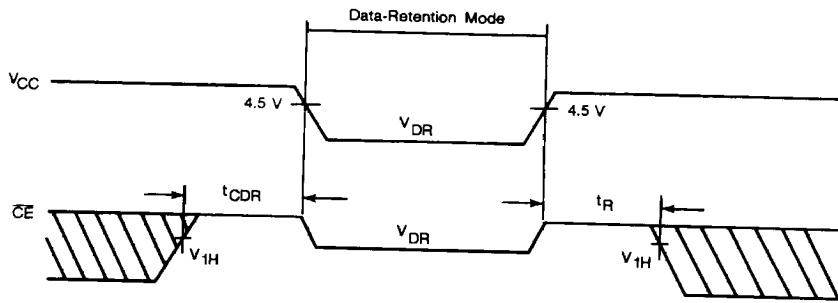 Data-Retention Mode
VCC
4.5 V
VDR
4.5 V
tCDR
tR
CE
V1H
VDR
V1H